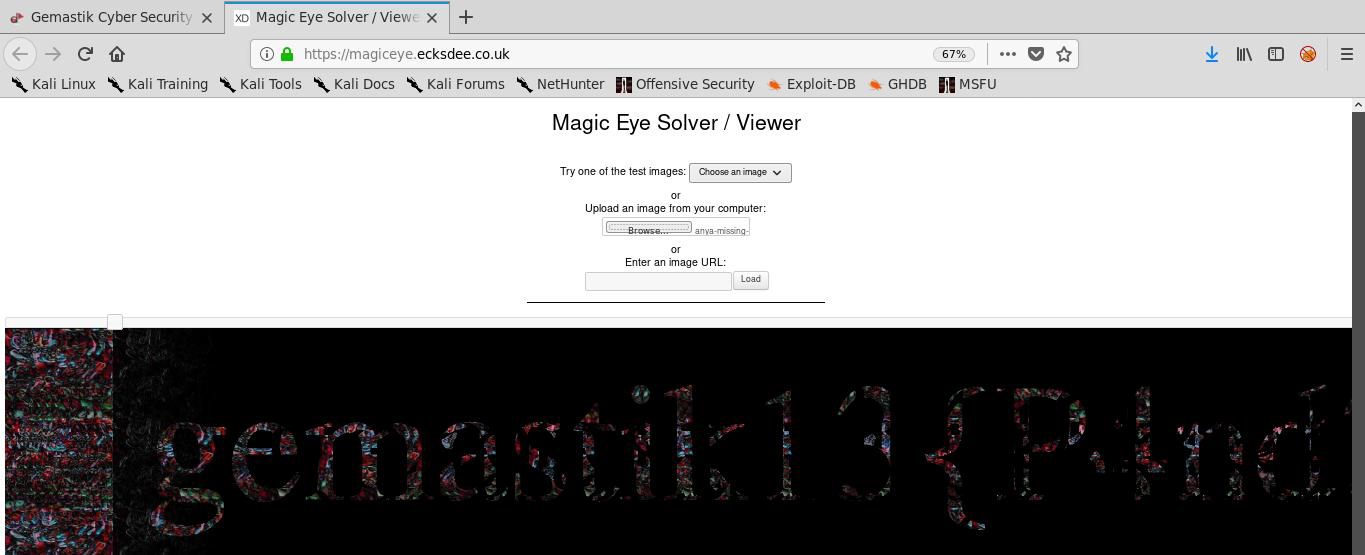 Gemastik Cyber Security
XD Magic Eye Solver / Viewe
https://magiceye.ecksdee.co.uk 67%
Kali Linux Kali Training Kali Tools Kali Docs Kali Forums NetHunter Offensive Security Exploit-DB GHDB MSFU
Magic Eye Solver / Viewer
Try one of the test images: Choose an image
or
Upload an image from your computer:
Browse... anya-missing-
or
Enter an image URL:
Load
gemastik13{P4nd